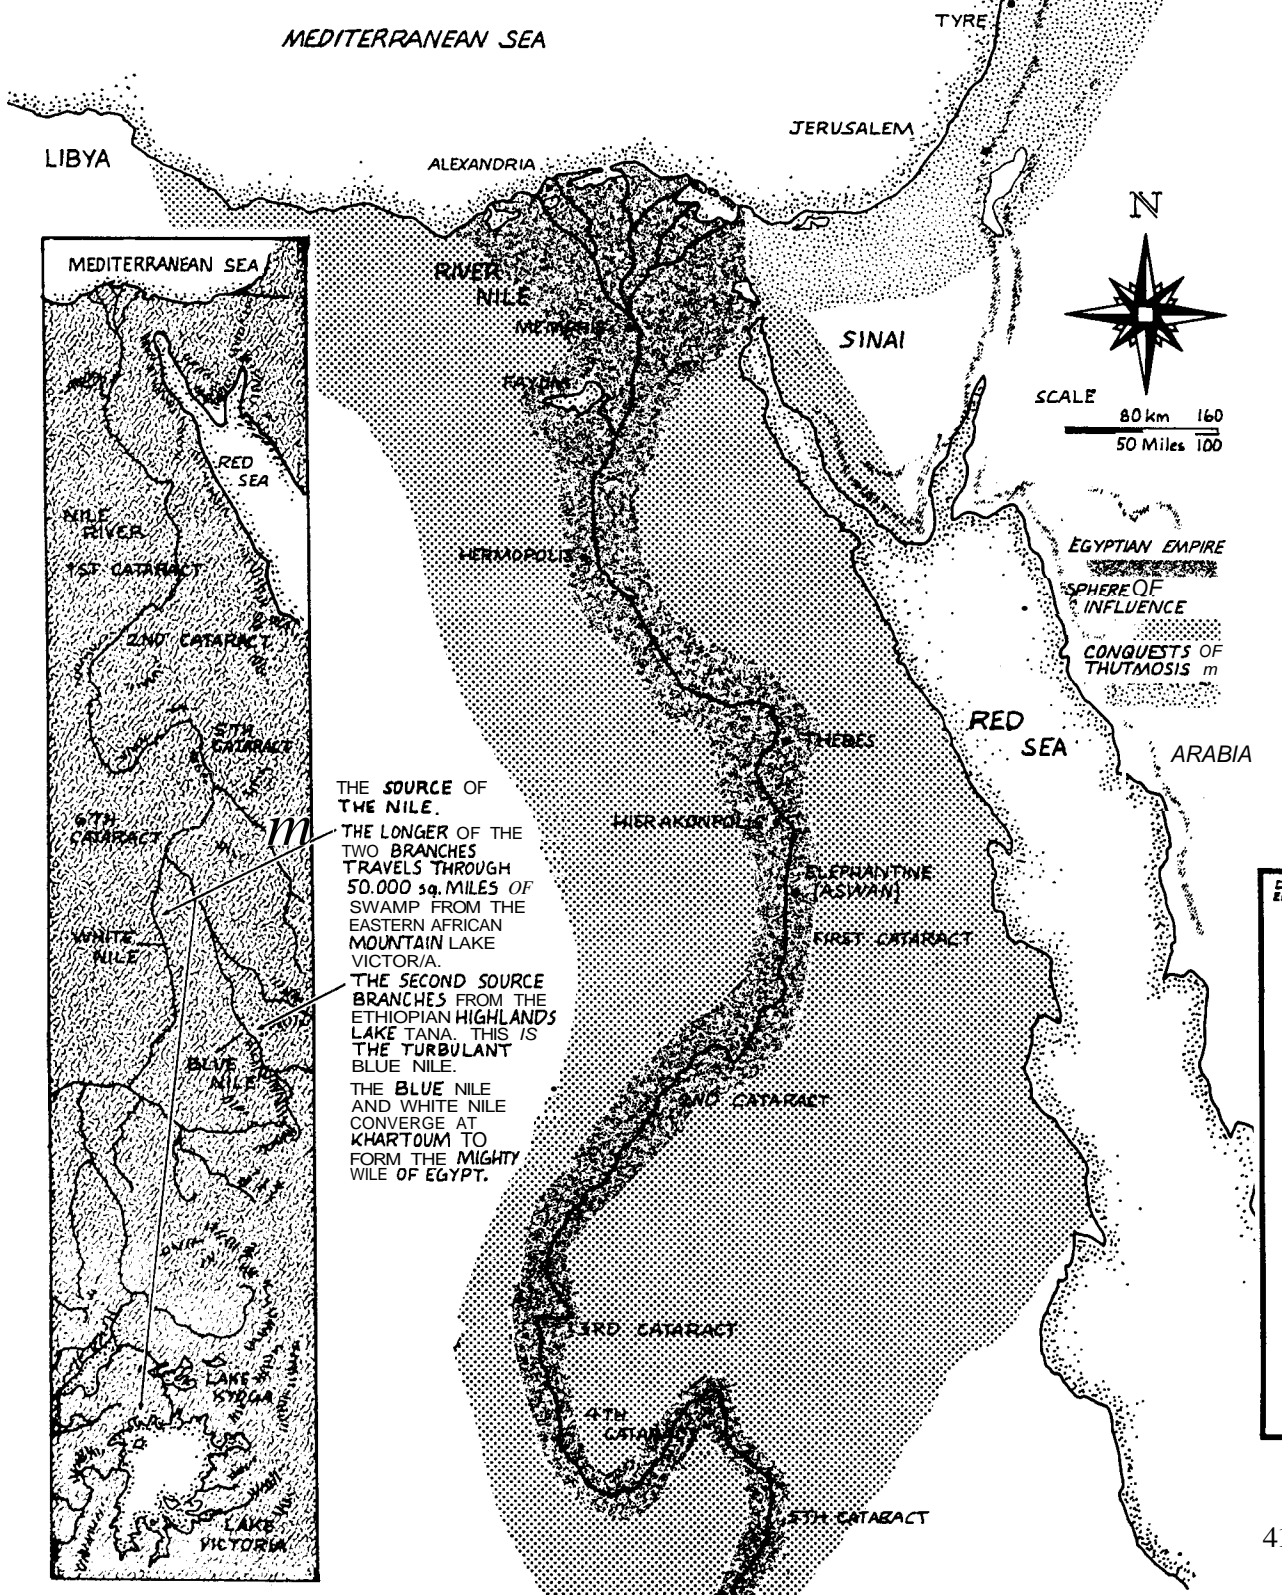 MEDITERRANEAN SEA
TYRE
JERUSALEM
LIBYA
ALEXANDRIA
N
RIVER
NILE
MEMPHIS
SINAI
FAYUM
SCALE
80 km 160
50 Miles 100
HERMOPOLIS
EGYPTIAN EMPIRE
SPHERE OF
INFLUENCE
CONQUESTS OF
THUTMOSIS m
RED
SEA
ARABIA
THEBES
HIERAKONPOLIS
ELEPHANTINE
(ASWAN)
FIRST CATARACT
2ND CATARACT
3RD CATARACT
4TH
CATARACT
5TH CATARACT
MEDITERRANEAN SEA
RED
SEA
NILE
RIVER
1ST CATARACT
2ND CATARACT
5TH
CATARACT
6TH
CATARACT
m
WHITE
NILE
BLUE
NILE
LAKE
KYOGA
LAKE
VICTORIA
THE SOURCE OF
THE NILE.
THE LONGER OF THE
TWO BRANCHES
TRAVELS THROUGH
50.000 sq. MILES OF
SWAMP FROM THE
EASTERN AFRICAN
MOUNTAIN LAKE
VICTOR/A.
THE SECOND SOURCE
BRANCHES FROM THE
ETHIOPIAN HIGHLANDS
LAKE TANA. THIS IS
THE TURBULANT
BLUE NILE.
THE BLUE NILE
AND WHITE NILE
CONVERGE AT
KHARTOUM TO
FORM THE MIGHTY
WILE OF EGYPT.